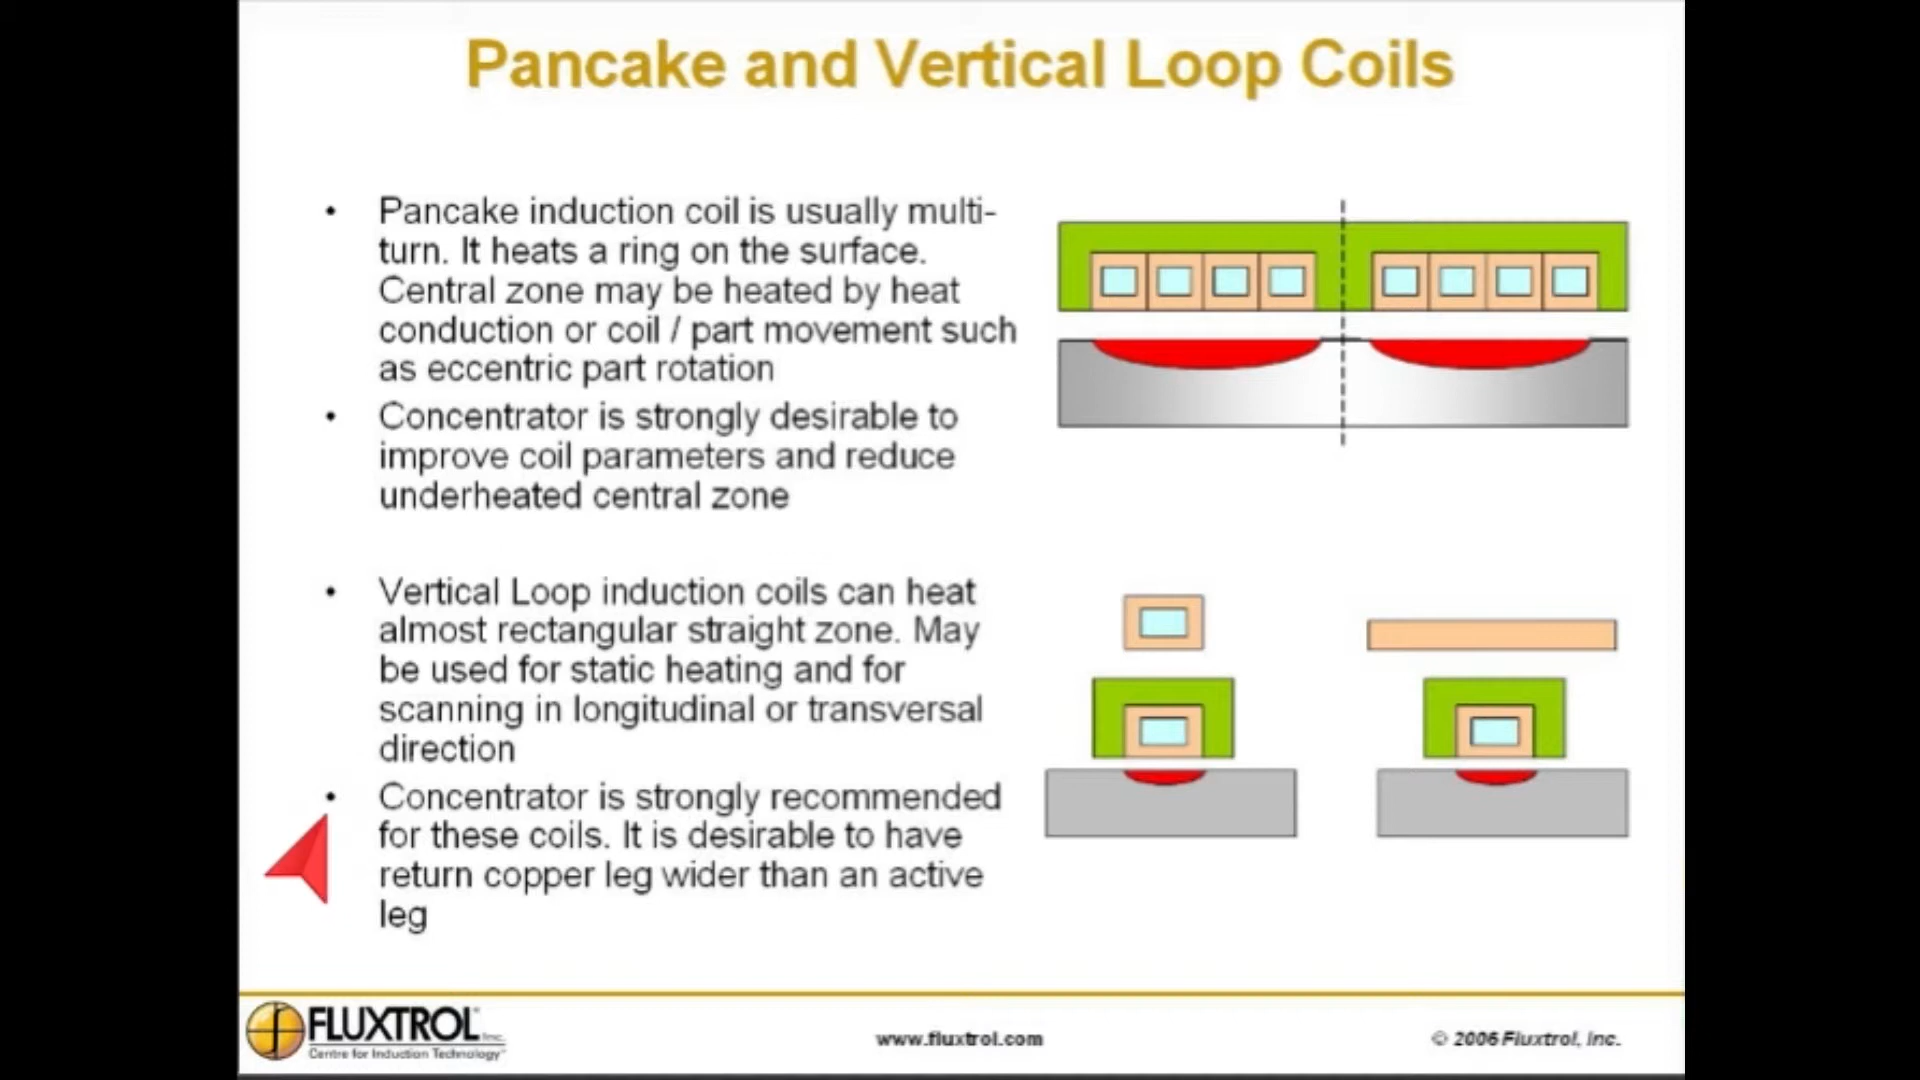 Pancake and Vertical Loop Coils
• Pancake induction coil is usually multi-
turn. It heats a ring on the surface.
Central zone may be heated by heat
conduction or coil / part movement such
as eccentric part rotation
• Concentrator is strongly desirable to
improve coil parameters and reduce
underheated central zone
• Vertical Loop induction coils can heat
almost rectangular straight zone. May
be used for static heating and for
scanning in longitudinal or transversal
direction
• Concentrator is strongly recommended
for these coils. It is desirable to have
return copper leg wider than an active
leg
FLUXTROL Inc.
Centre for Induction Technology
www.fluxtrol.com
© 2006 Fluxtrol, Inc.